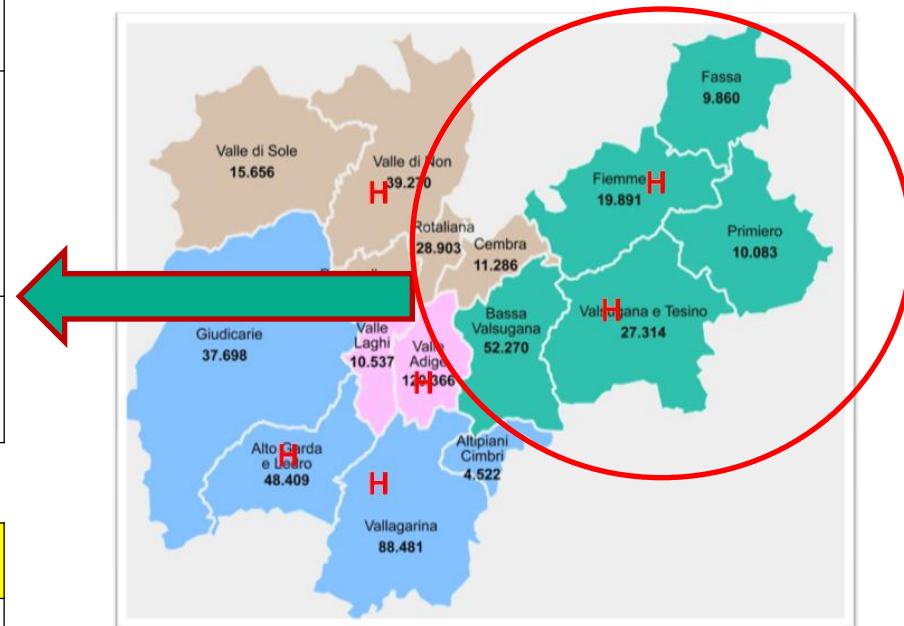 Fassa
9.860
Valle di Sole
15.656
Valle di Non
H
39.270
Fiemme
H
19.891
Rotaliana
28.903
Cembra
11.286
Primiero
10.083
Giudicarie
37.698
Valle
Laghi
10.537
Valle
Adige
H
Bassa
Valsugana
52.270
Valsugana e Tesino
H
27.314
Alto Garda
H
e Ledro
48.409
Altipiani
Cimbri
4.522
H
Vallagarina
88.481